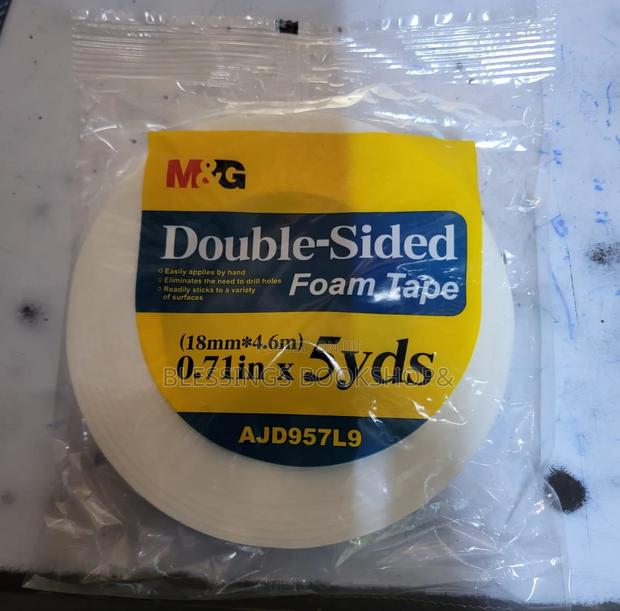 M&G
Double-Sided
Foam Tape
Easily applies by hand
Eliminates the need to drill holes
Readily sticks to a variety
of surfaces
(18mm*4.6m)
0.71in x 5yds
BLESSINGS BOOKSHOP&
AJD957L9